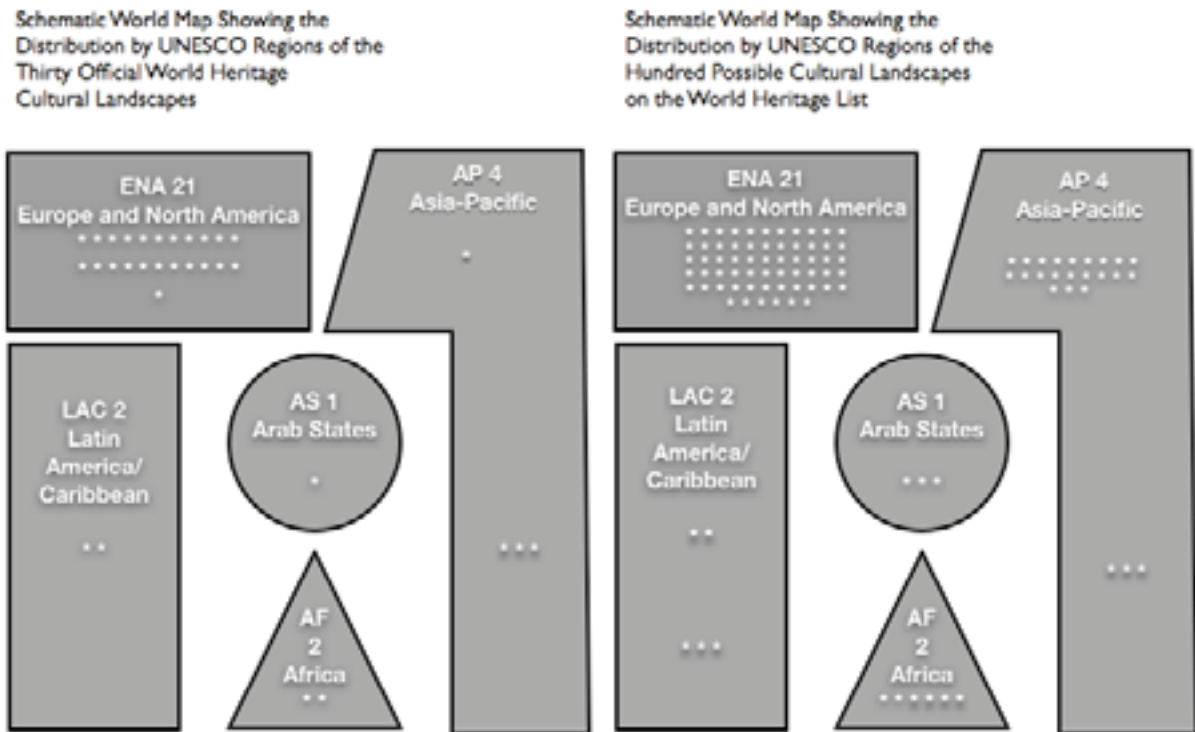 Schematic World Map Showing the
Distribution by UNESCO Regions of the
Thirty Official World Heritage
Cultural Landscapes
ENA 21
Europe and North America
* * * * * * * * * * *
* * * * * * * * * * *
*
AP 4
Asia-Pacific
*
* * *
LAC 2
Latin
America/
Caribbean
* *
AS 1
Arab States
*
AF
2
Africa
* *
Schematic World Map Showing the
Distribution by UNESCO Regions of the
Hundred Possible Cultural Landscapes
on the World Heritage List
ENA 21
Europe and North America
* * * * * * * * * * *
* * * * * * * * * * *
* * * * * * * * * * *
* * * * * * * * * * *
* * * * * * * * * * *
* * * * * *
AP 4
Asia-Pacific
* * * * * * * * *
* * * * * * * * *
* * *
* * *
LAC 2
Latin
America/
Caribbean
* *
* * *
AS 1
Arab States
* * *
AF
2
Africa
* * * * * *